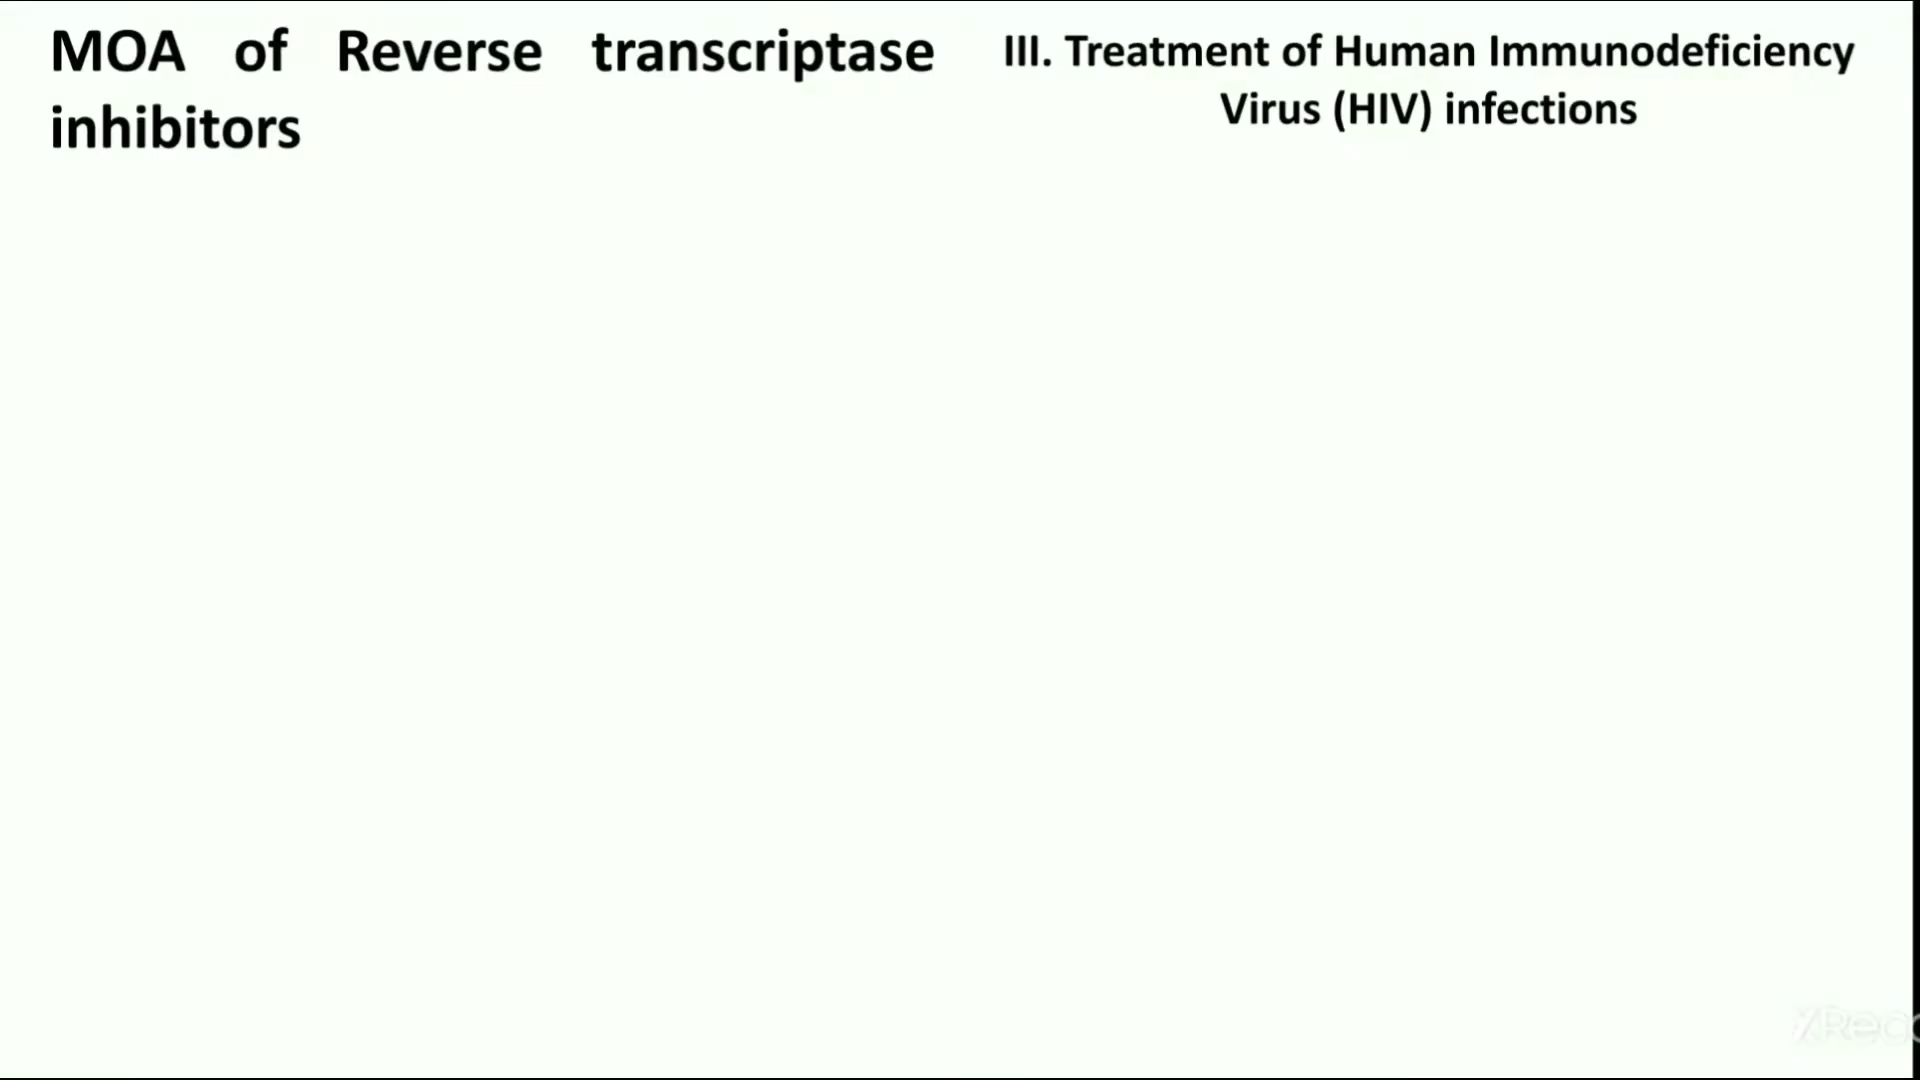 MOA of Reverse transcriptase
inhibitors
III. Treatment of Human Immunodeficiency
Virus (HIV) infections